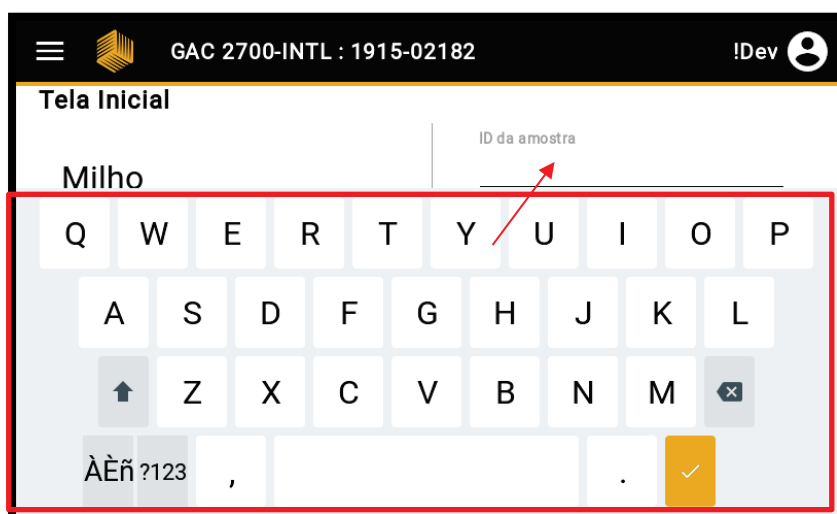 GAC 2700-INTL : 1915-02182 !Dev
Tela Inicial
ID da amostra
Milho
Q W E R T Y U I O P
A S D F G H J K L
Z X C V B N M
ÀÈñ ?123 , .